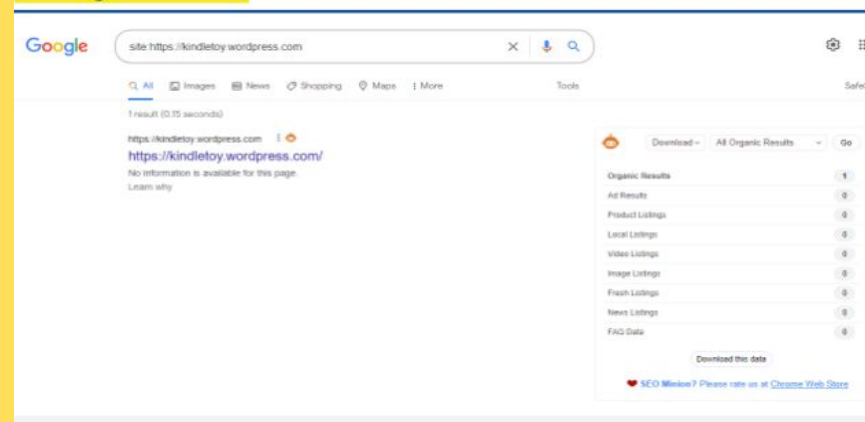 Google
site:https://kindletoy.wordpress.com
All Images News Shopping Maps More Tools
1 result (0.15 seconds)
https://kindletoy.wordpress.com
https://kindletoy.wordpress.com/
No information is available for this page.
Learn why
Download All Organic Results Go
Organic Results 1
Ad Results 0
Product Listings 0
Local Listings 0
Video Listings 0
Image Listings 0
Fresh Listings 0
News Listings 0
FAQ Data 0
Download this data
SEO Minion? Please rate us at Chrome Web Store